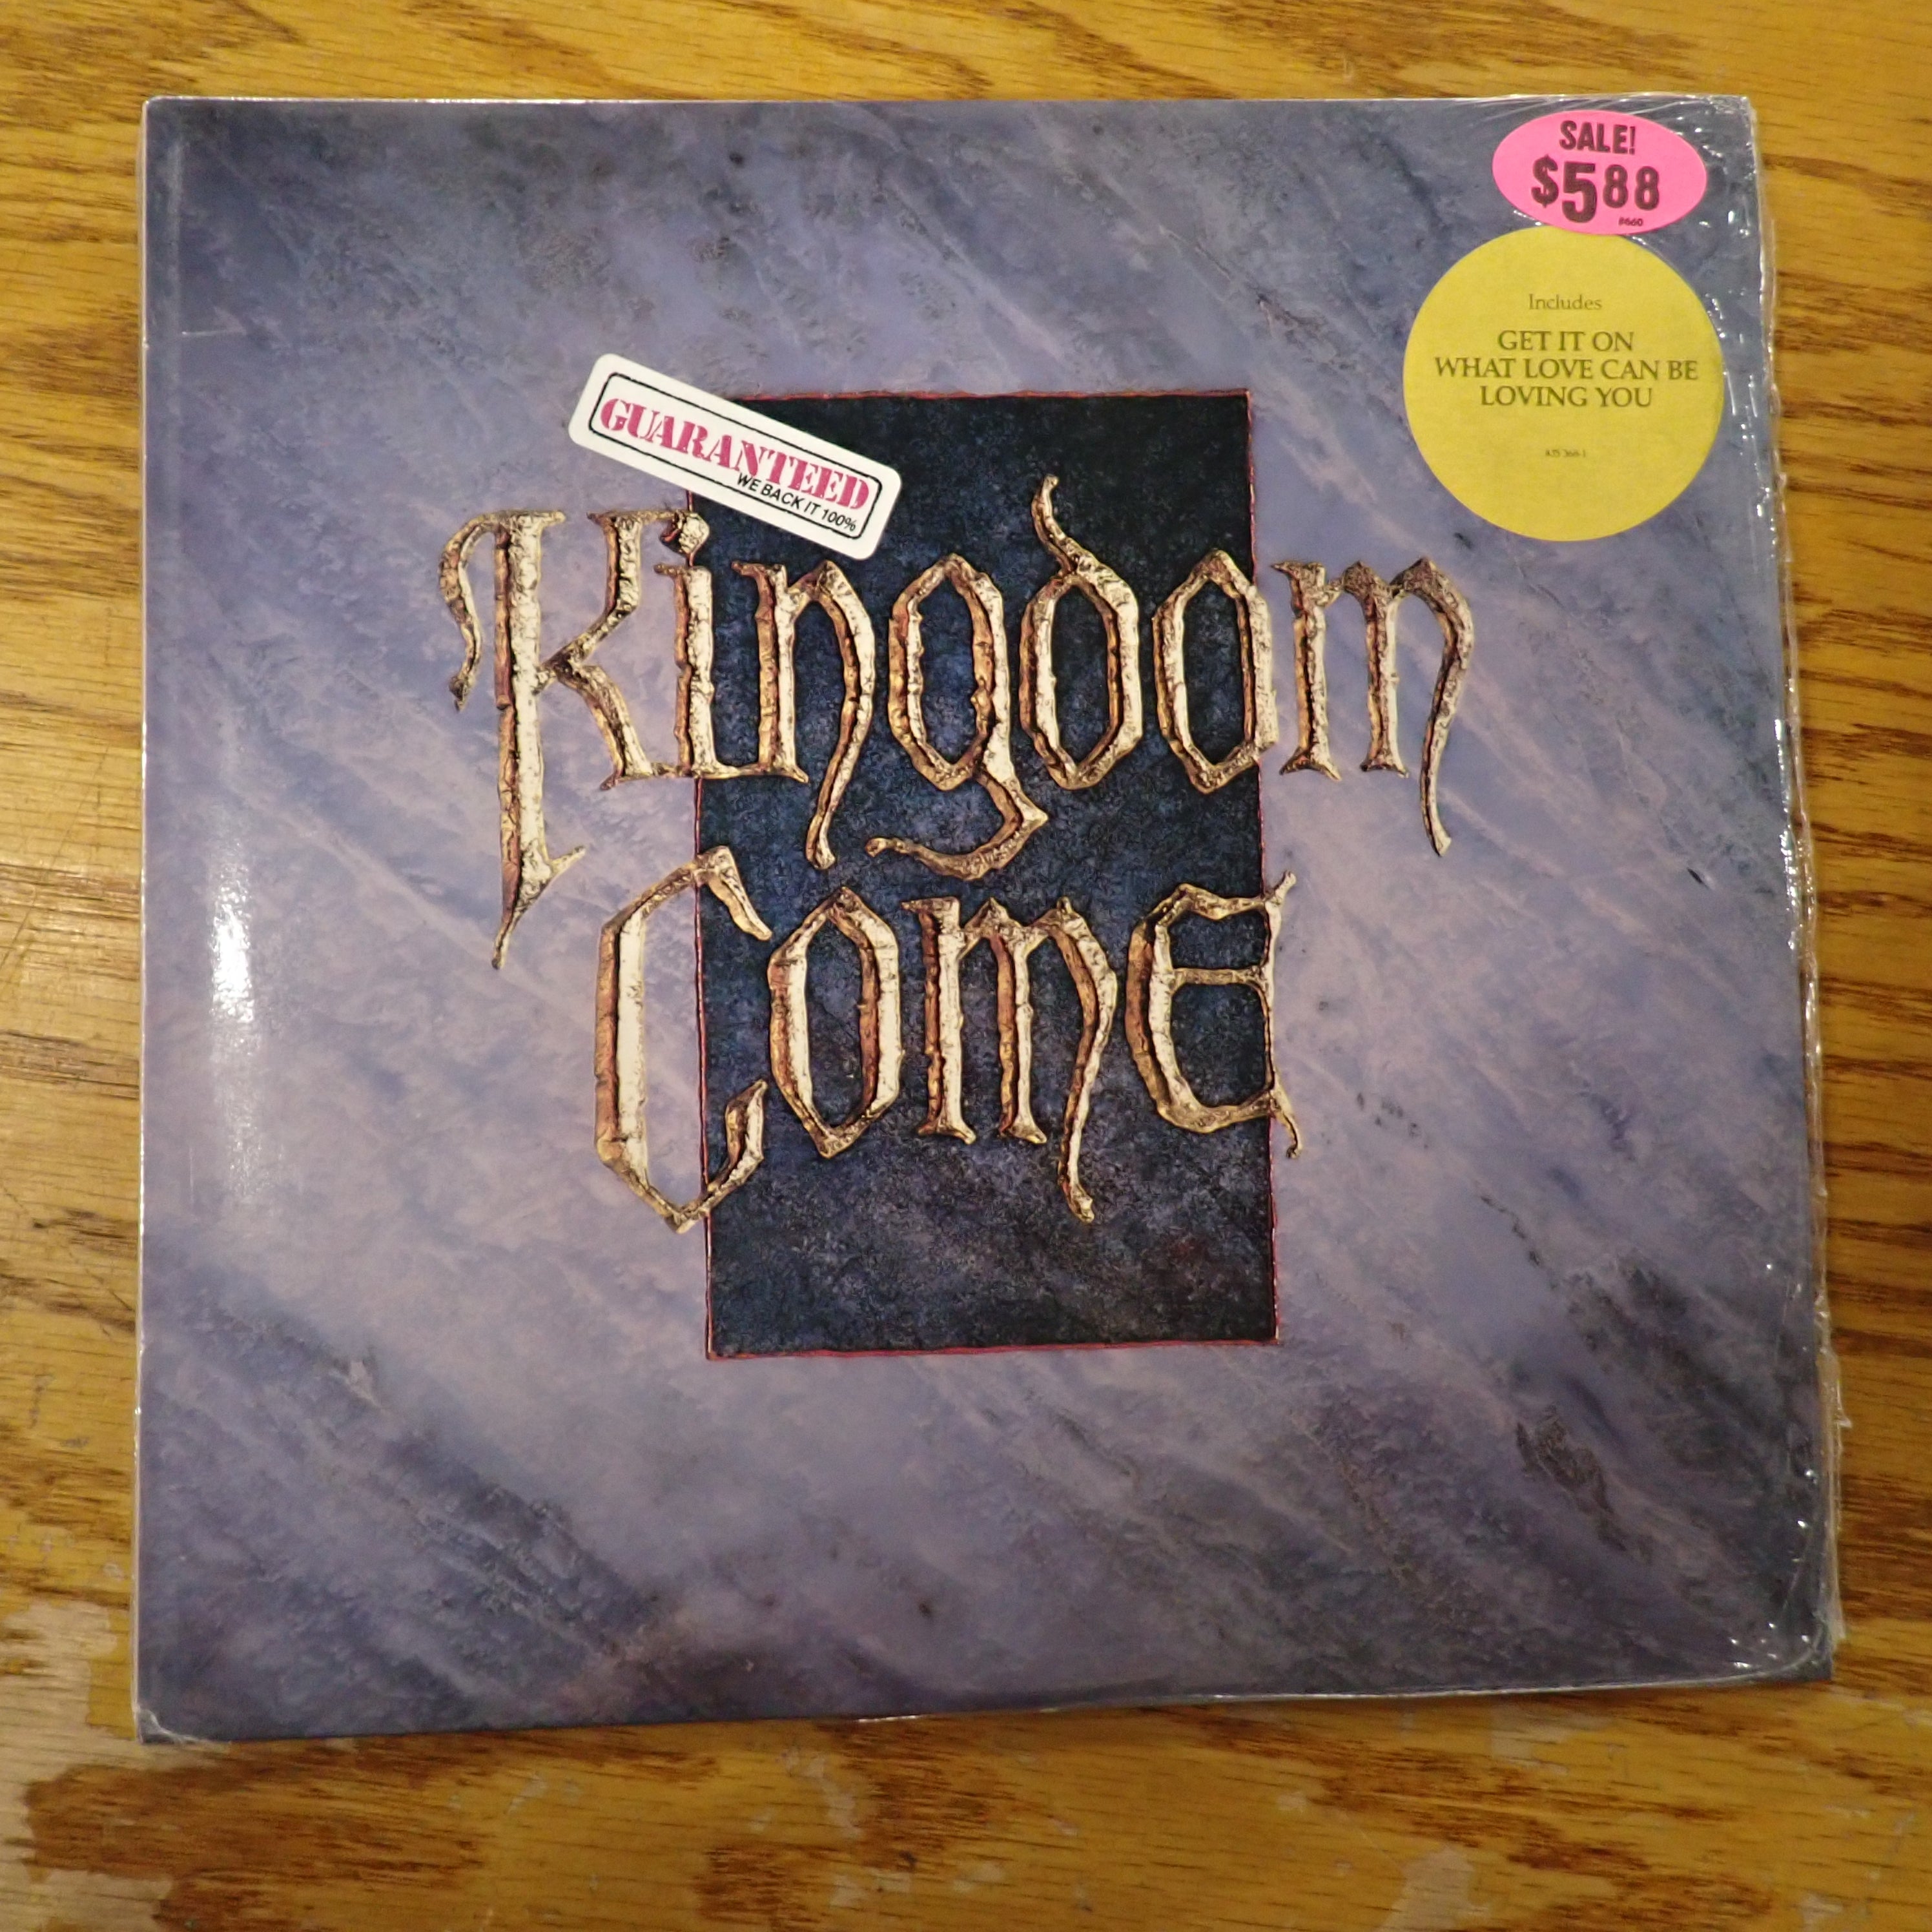 SALE!
$5 88
8660
Includes
GET IT ON
WHAT LOVE CAN BE
LOVING YOU
GUARANTEED
WE BACK IT 100%
Kingdom
Come